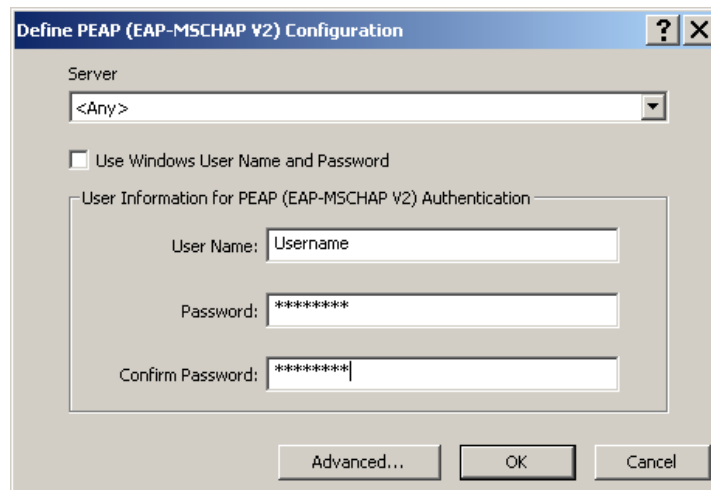 Define PEAP (EAP-MSCHAP V2) Configuration
Server
<Any>
Use Windows User Name and Password
User Information for PEAP (EAP-MSCHAP V2) Authentication
User Name: Username
Password: ********
Confirm Password: ********
Advanced... OK Cancel